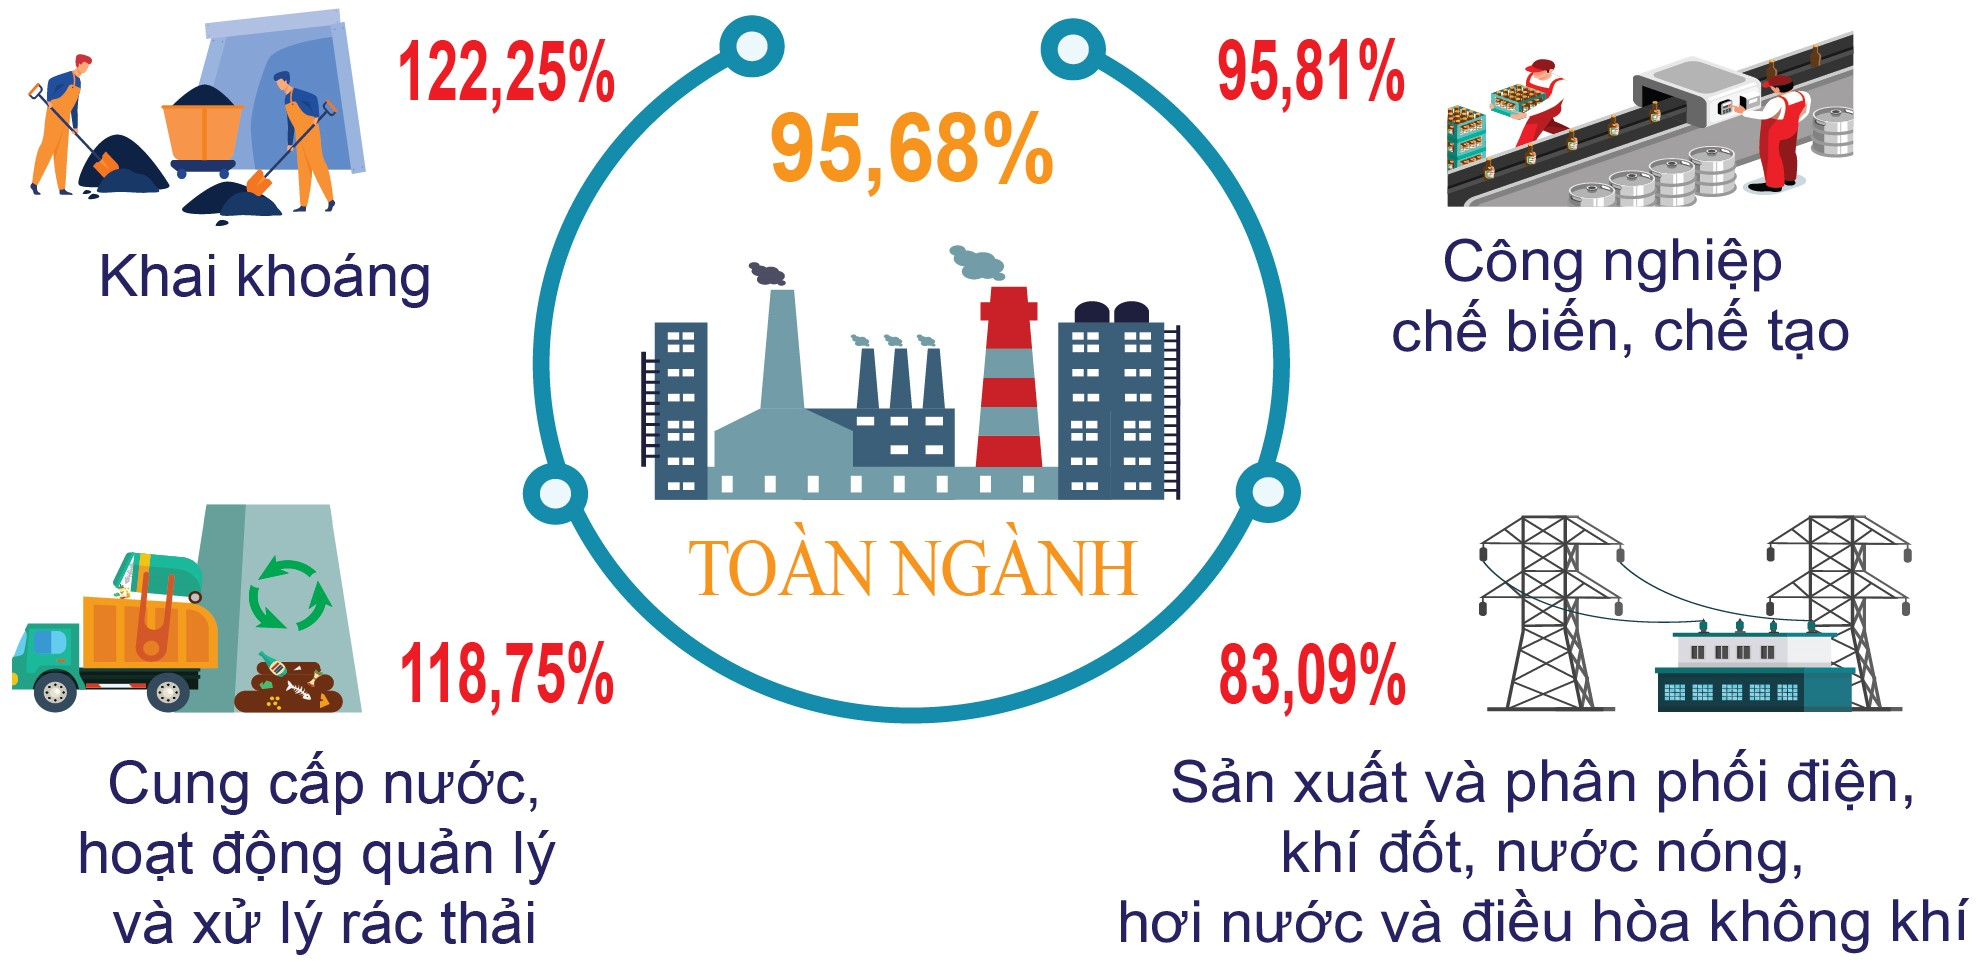 122,25%
Khai khoáng
95,68%
TOÀN NGÀNH
95,81%
Công nghiệp
chế biến, chế tạo
118,75%
Cung cấp nước,
hoạt động quản lý
và xử lý rác thải
83,09%
Sản xuất và phân phối điện,
khí đốt, nước nóng,
hơi nước và điều hòa không khí